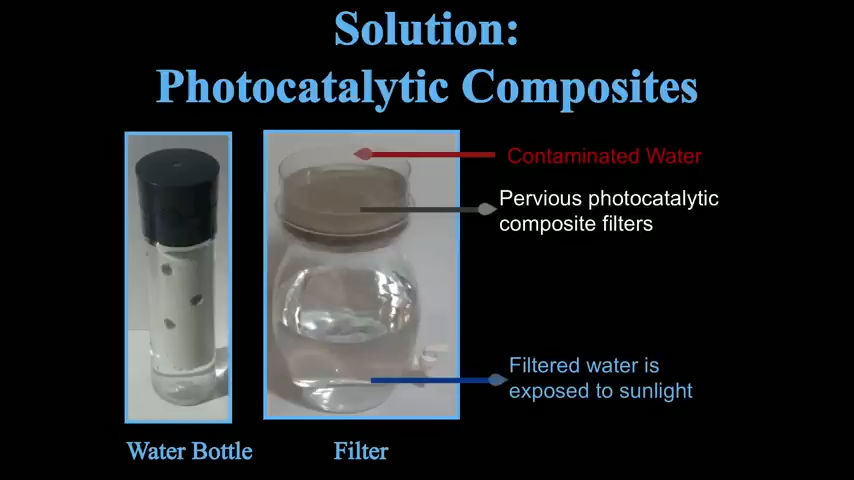 Solution:
Photocatalytic Composites
Contaminated Water
Pervious photocatalytic
composite filters
Filtered water is
exposed to sunlight
Water Bottle
Filter